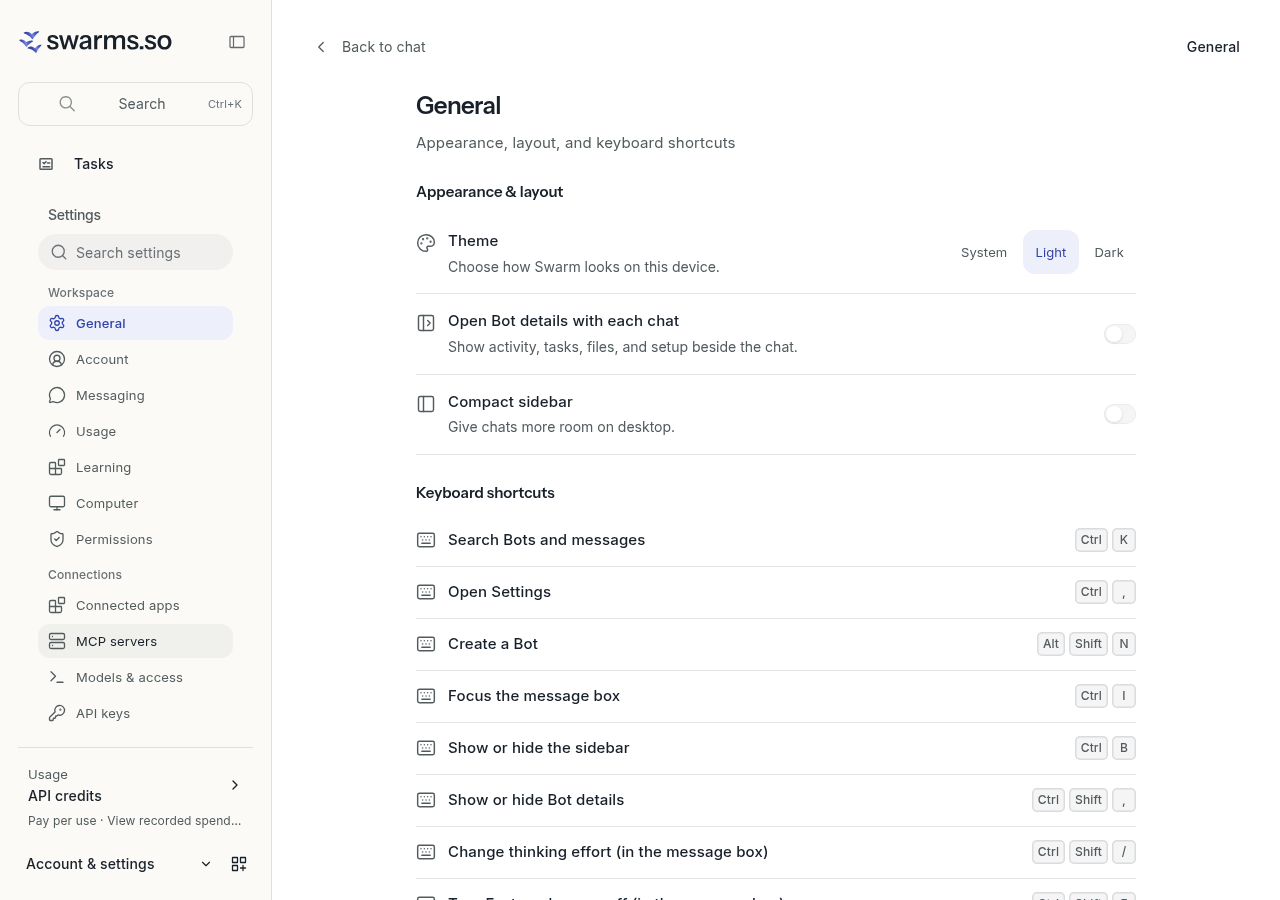 swarms.so
Search Ctrl+K
Tasks
Settings
Search settings
Workspace
General
Account
Messaging
Usage
Learning
Computer
Permissions
Connections
Connected apps
MCP servers
Models & access
API keys
Usage
API credits
Pay per use · View recorded spend...
Account & settings
Back to chat
General
General
Appearance, layout, and keyboard shortcuts
Appearance & layout
Theme
Choose how Swarm looks on this device.
System Light Dark
Open Bot details with each chat
Show activity, tasks, files, and setup beside the chat.
Compact sidebar
Give chats more room on desktop.
Keyboard shortcuts
Search Bots and messages Ctrl K
Open Settings Ctrl ,
Create a Bot Alt Shift N
Focus the message box Ctrl I
Show or hide the sidebar Ctrl B
Show or hide Bot details Ctrl Shift ,
Change thinking effort (in the message box) Ctrl Shift /